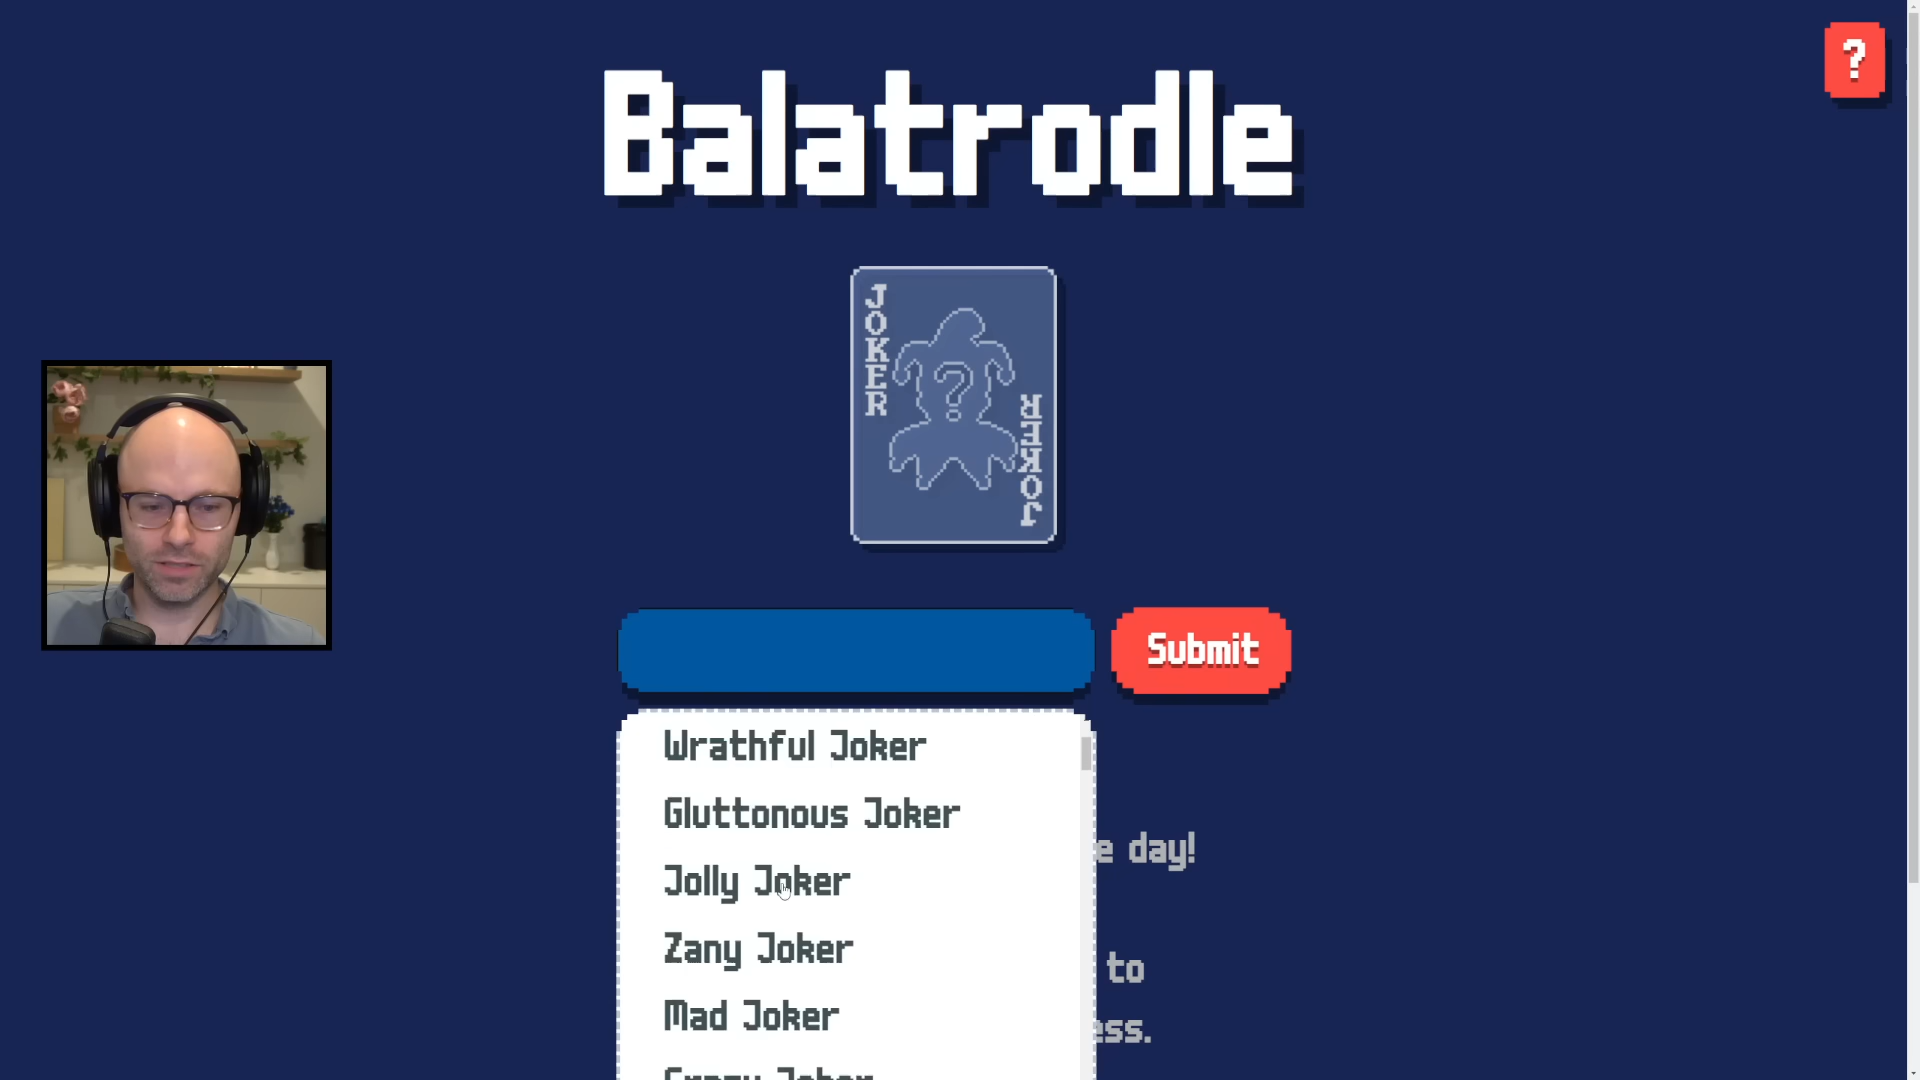 ?
Balatrodle
JOKER
?
JOKER
Submit
Wrathful Joker
Gluttonous Joker
e day!
Jolly Joker
Zany Joker
to
Mad Joker
ess.